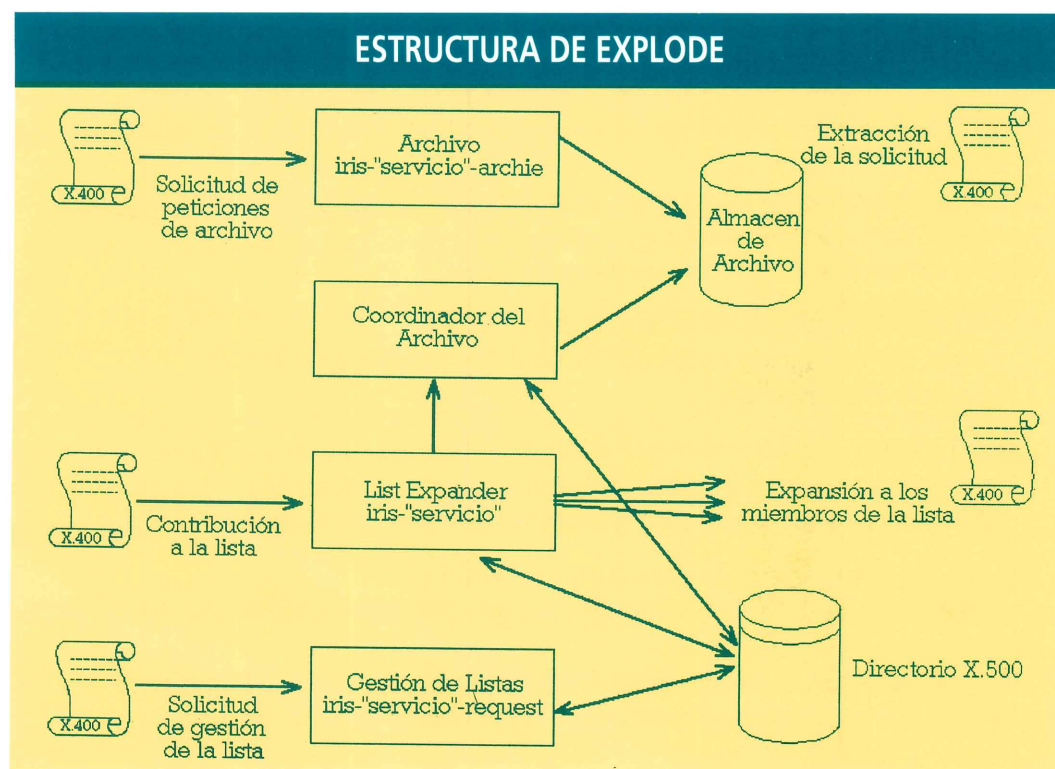 ESTRUCTURA DE EXPLODE
X.400
Solicitud de
peticiones
de archivo
Archivo
iris-"servicio"-archie
Almacen
de
Archivo
Extracción
de la solicitud
X.400
Coordinador del
Archivo
X.400
Contribución
a la lista
List Expander
iris-"servicio"
Expansión a los
miembros de la lista
X.400
X.400
Solicitud
de gestión
de la lista
Gestión de Listas
iris-"servicio"-request
Directorio X.500